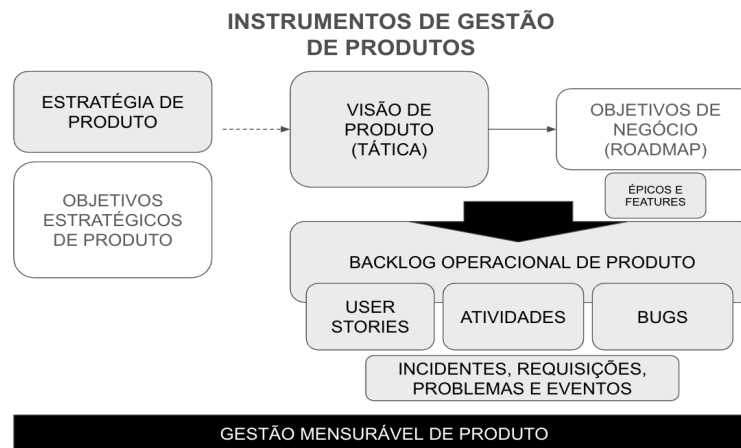 INSTRUMENTOS DE GESTÃO
DE PRODUTOS
ESTRATÉGIA DE
PRODUTO
VISÃO DE
PRODUTO
(TÁTICA)
OBJETIVOS DE
NEGÓCIO
(ROADMAP)
OBJETIVOS
ESTRATÉGICOS
DE PRODUTO
ÉPICOS E
FEATURES
BACKLOG OPERACIONAL DE PRODUTO
USER
STORIES
ATIVIDADES
BUGS
INCIDENTES, REQUISIÇÕES,
PROBLEMAS E EVENTOS
GESTÃO MENSURÁVEL DE PRODUTO